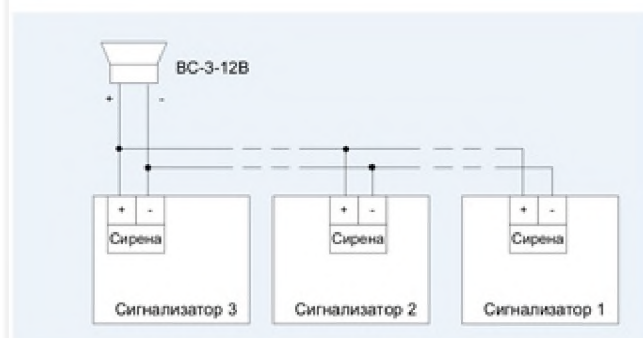 ВС-3-12В
+ -
+ - + - + -
Сирена Сирена Сирена
Сигнализатор 3 Сигнализатор 2 Сигнализатор 1